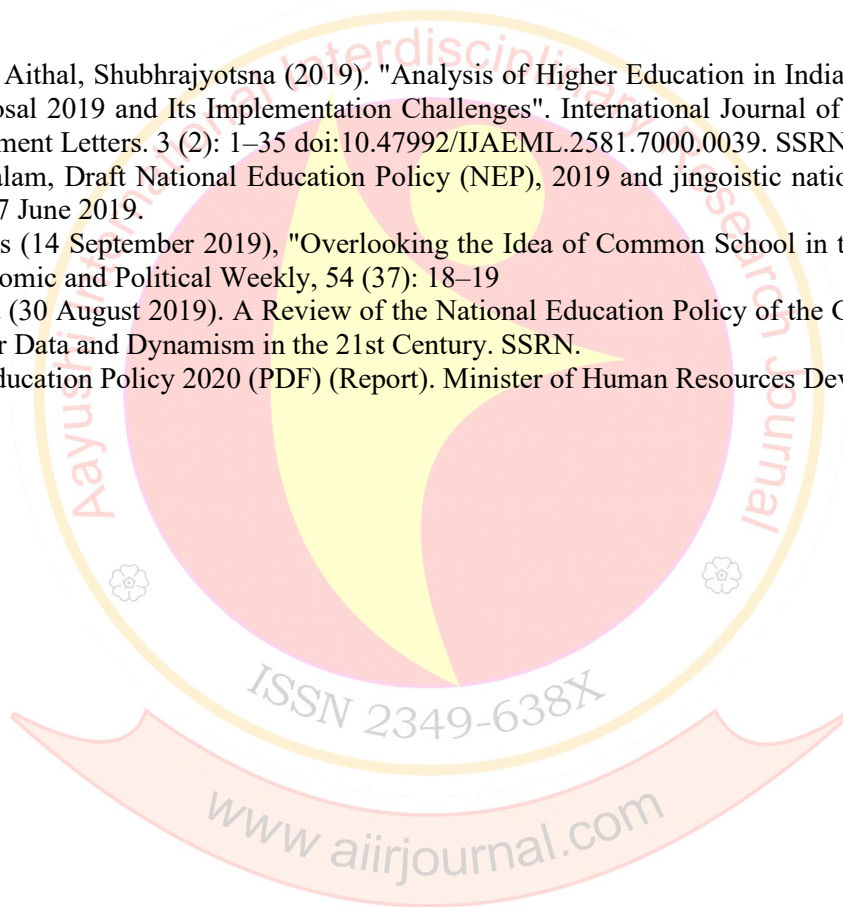 Aithal, Shubhrajyotsna (2019). "Analysis of Higher Education in India
osal 2019 and Its Implementation Challenges". International Journal of
ment Letters. 3 (2): 1–35 doi:10.47992/IJAEML.2581.7000.0039. SSRN
alam, Draft National Education Policy (NEP), 2019 and jingoistic natio
7 June 2019.
s (14 September 2019), "Overlooking the Idea of Common School in t
omic and Political Weekly, 54 (37): 18–19
(30 August 2019). A Review of the National Education Policy of the G
r Data and Dynamism in the 21st Century. SSRN.
ducation Policy 2020 (PDF) (Report). Minister of Human Resources Dev
Aayushi International Interdisciplinary Research Journal
ISSN 2349-638X
www aiirjournal.com